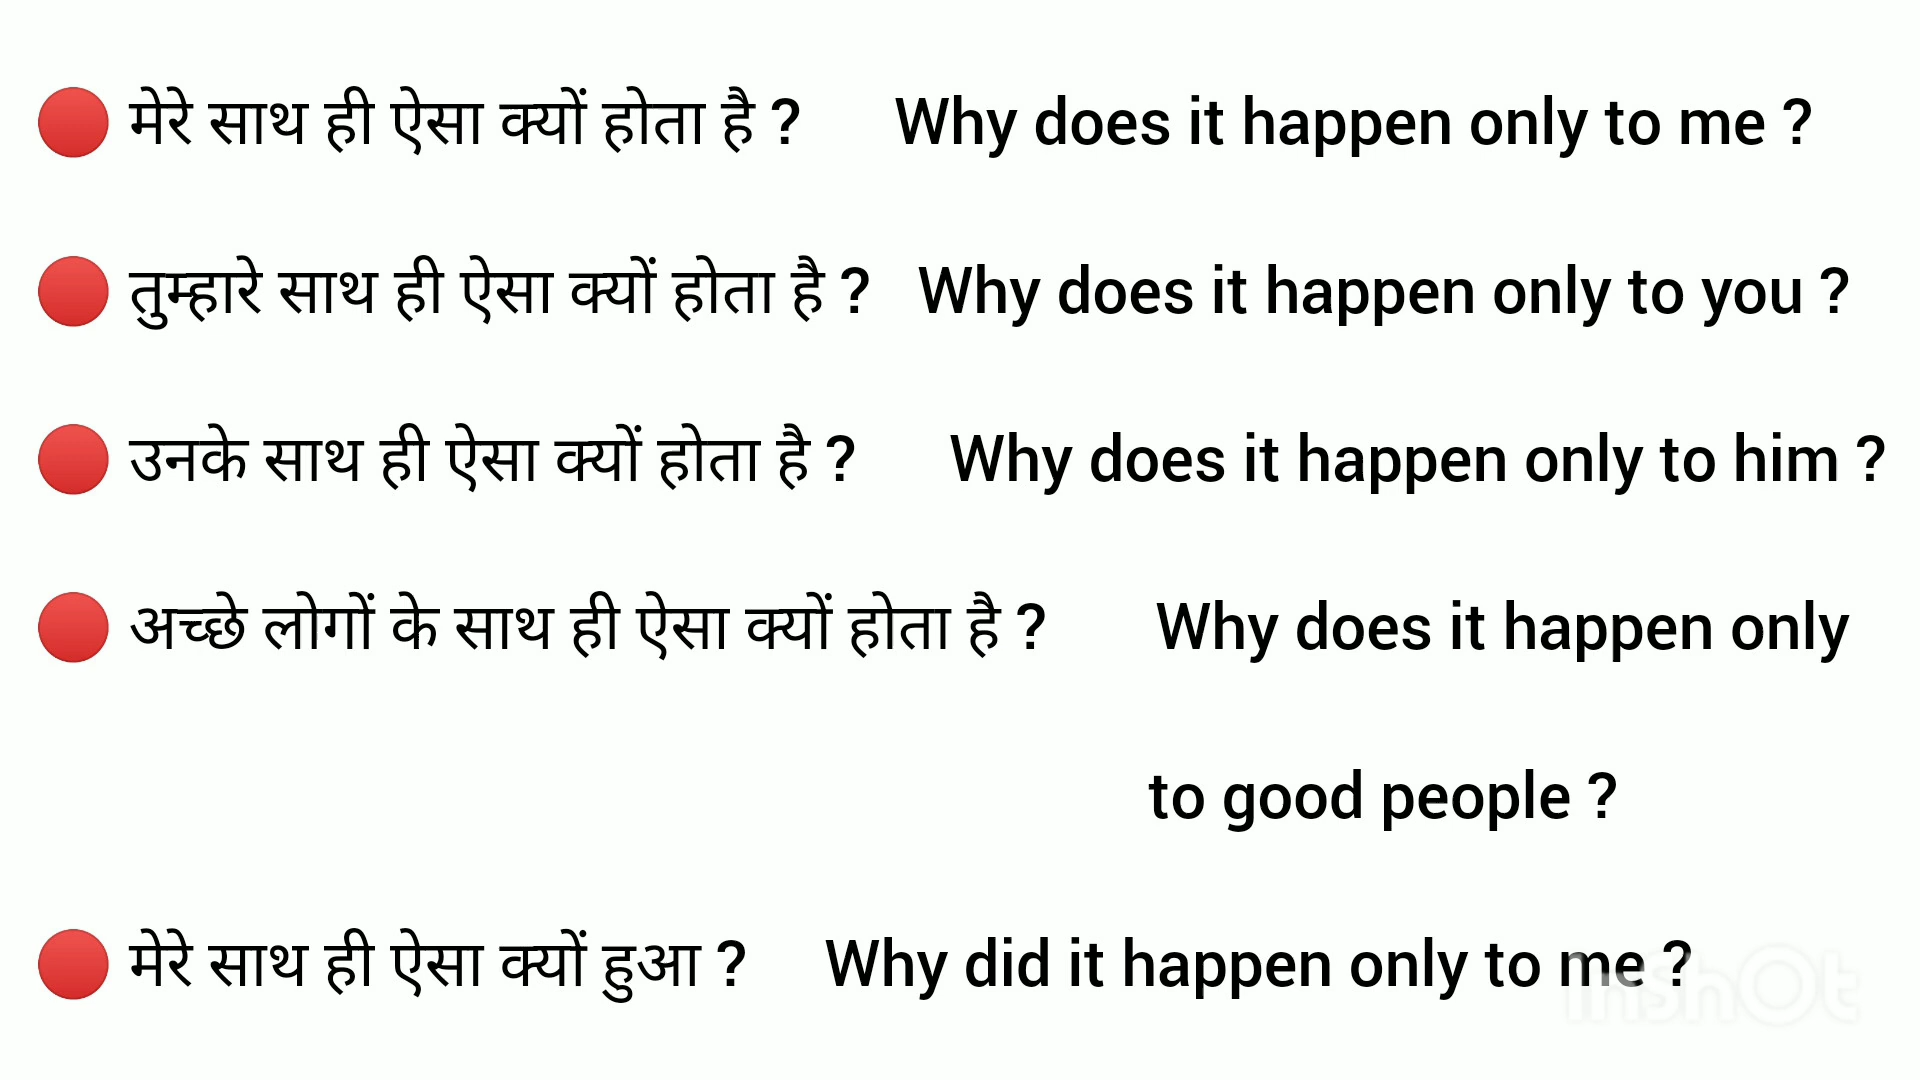 🔴 मेरे साथ ही ऐसा क्यों होता है ? Why does it happen only to me ?
🔴 तुम्हारे साथ ही ऐसा क्यों होता है ? Why does it happen only to you ?
🔴 उनके साथ ही ऐसा क्यों होता है ? Why does it happen only to him ?
🔴 अच्छे लोगों के साथ ही ऐसा क्यों होता है ? Why does it happen only
to good people ?
🔴 मेरे साथ ही ऐसा क्यों हुआ ? Why did it happen only to me ?
InShOt